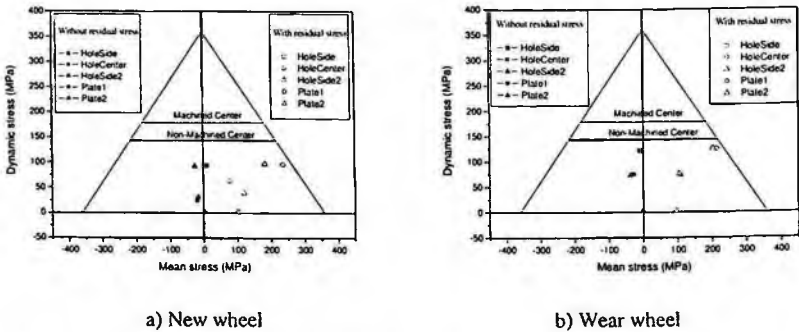 Without residual stress
HoleSide
HoleCenter
HoleSide2
Plate1
Plate2
With residual stress
HoleSide
HoleCenter
HoleSide2
Plate1
Plate2
Machined Center
Non-Machined Center
Dynamic stress (MPa)
400
350
300
250
200
150
100
50
0
-50
-400 -300 -200 -100 0 100 200 300 400
Mean stress (MPa)
a) New wheel
Without residual stress
HoleSide
HoleCenter
HoleSide2
Plate1
Plate2
With residual stress
HoleSide
HoleCenter
HoleSide2
Plate1
Plate2
Machined Center
Non-Machined Center
Dynamic stress (MPa)
400
350
300
250
200
150
100
50
0
-50
-400 -300 -200 -100 0 100 200 300 400
Mean stress (MPa)
b) Wear wheel